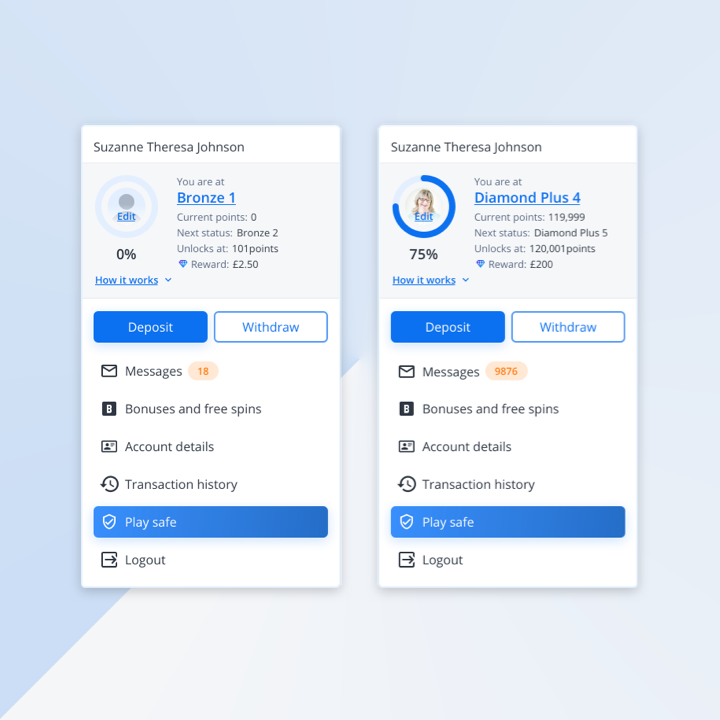 Suzanne Theresa Johnson
Edit
0%
You are at
Bronze 1
Current points: 0
Next status: Bronze 2
Unlocks at: 101points
Reward: £2.50
How it works
Deposit
Withdraw
Messages 18
B Bonuses and free spins
Account details
Transaction history
Play safe
Logout
Suzanne Theresa Johnson
Edit
75%
You are at
Diamond Plus 4
Current points: 119,999
Next status: Diamond Plus 5
Unlocks at: 120,001points
Reward: £200
How it works
Deposit
Withdraw
Messages 9876
B Bonuses and free spins
Account details
Transaction history
Play safe
Logout